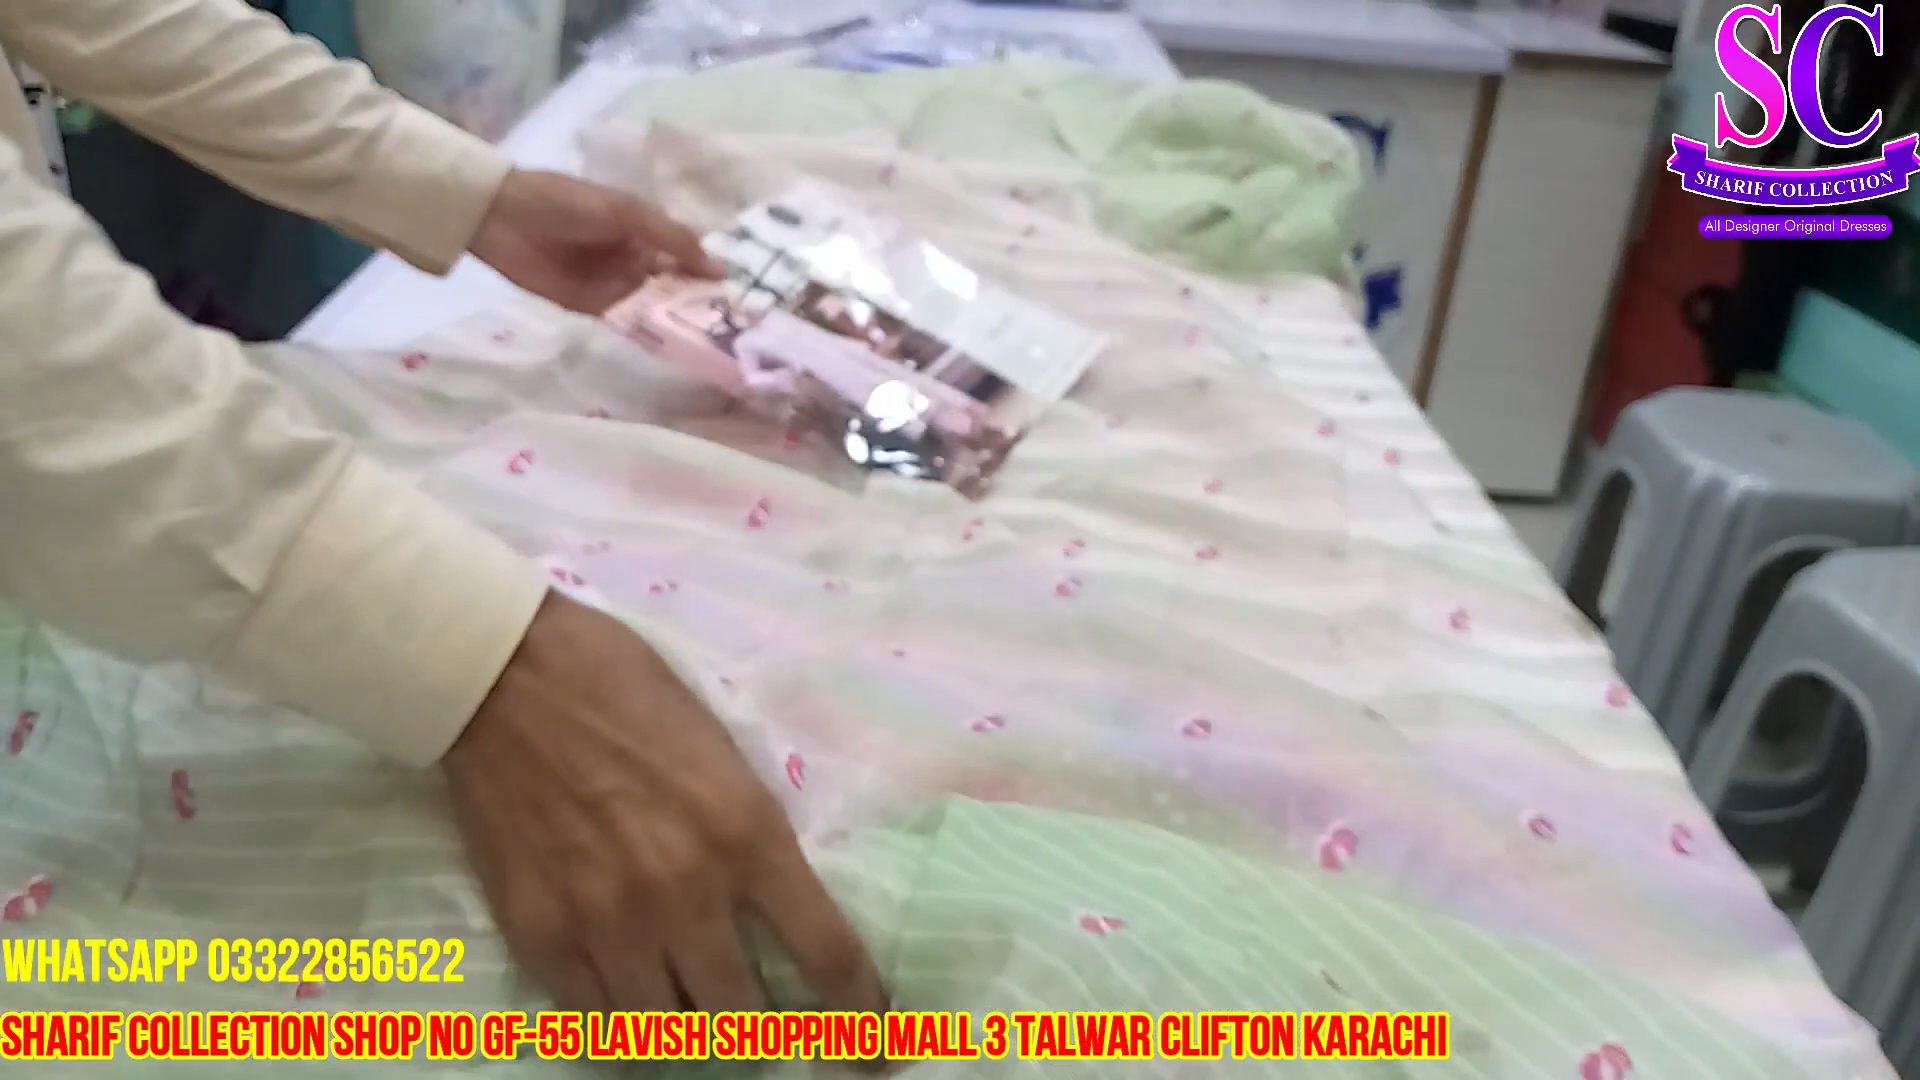 SC
SHARIF COLLECTION
All Designer Original Dresses
WHATSAPP 03322856522
SHARIF COLLECTION SHOP NO GF-55 LAVISH SHOPPING MALL 3 TALWAR CLIFTON KARACHI